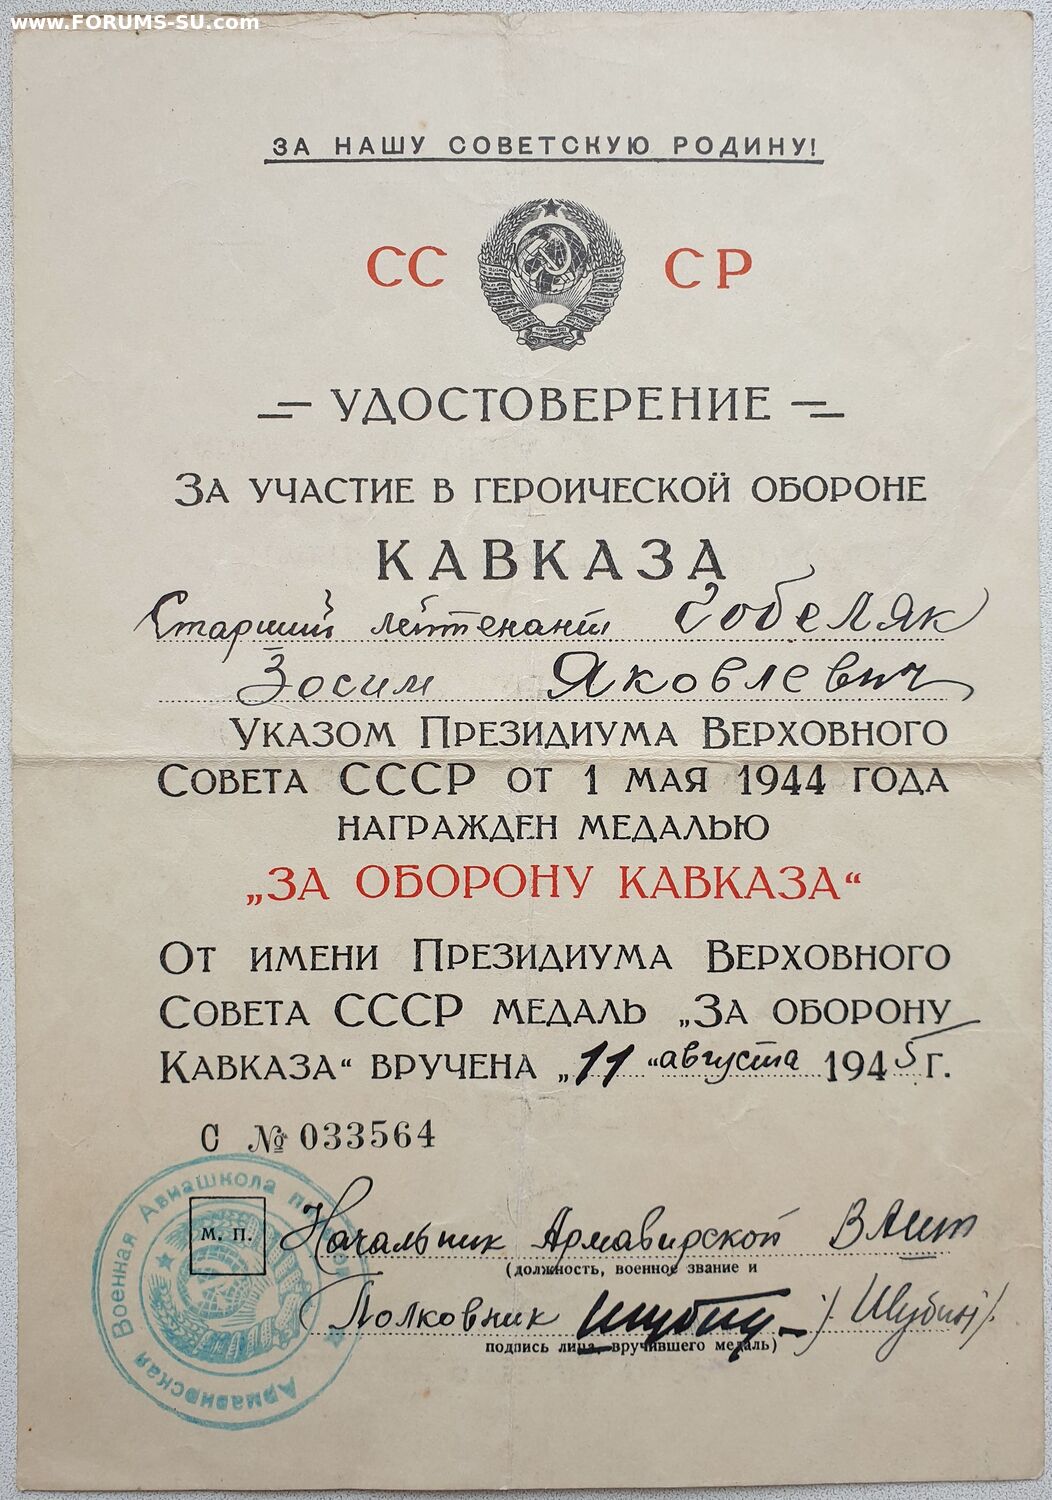 www.FORUMS-SU.com
ЗА НАШУ СОВЕТСКУЮ РОДИНУ!
СС СР
УДОСТОВЕРЕНИЕ
ЗА УЧАСТИЕ В ГЕРОИЧЕСКОЙ ОБОРОНЕ
КАВКАЗА
Старший лейтенант Гобеляк
Зосим Яковлевич
УКАЗОМ ПРЕЗИДИУМА ВЕРХОВНОГО
СОВЕТА СССР ОТ 1 МАЯ 1944 ГОДА
НАГРАЖДЕН МЕДАЛЬЮ
„ЗА ОБОРОНУ КАВКАЗА“
ОТ ИМЕНИ ПРЕЗИДИУМА ВЕРХОВНОГО
СОВЕТА СССР МЕДАЛЬ „ЗА ОБОРОНУ
КАВКАЗА“ ВРУЧЕНА „11“ августа 1945 Г.
С № 033564
Армавирская Военная Авиашкола
М. П.
Начальник Армавирской
(должность, военное звание и
Полковник /Шубин/
подпись лица, вручившего медаль)